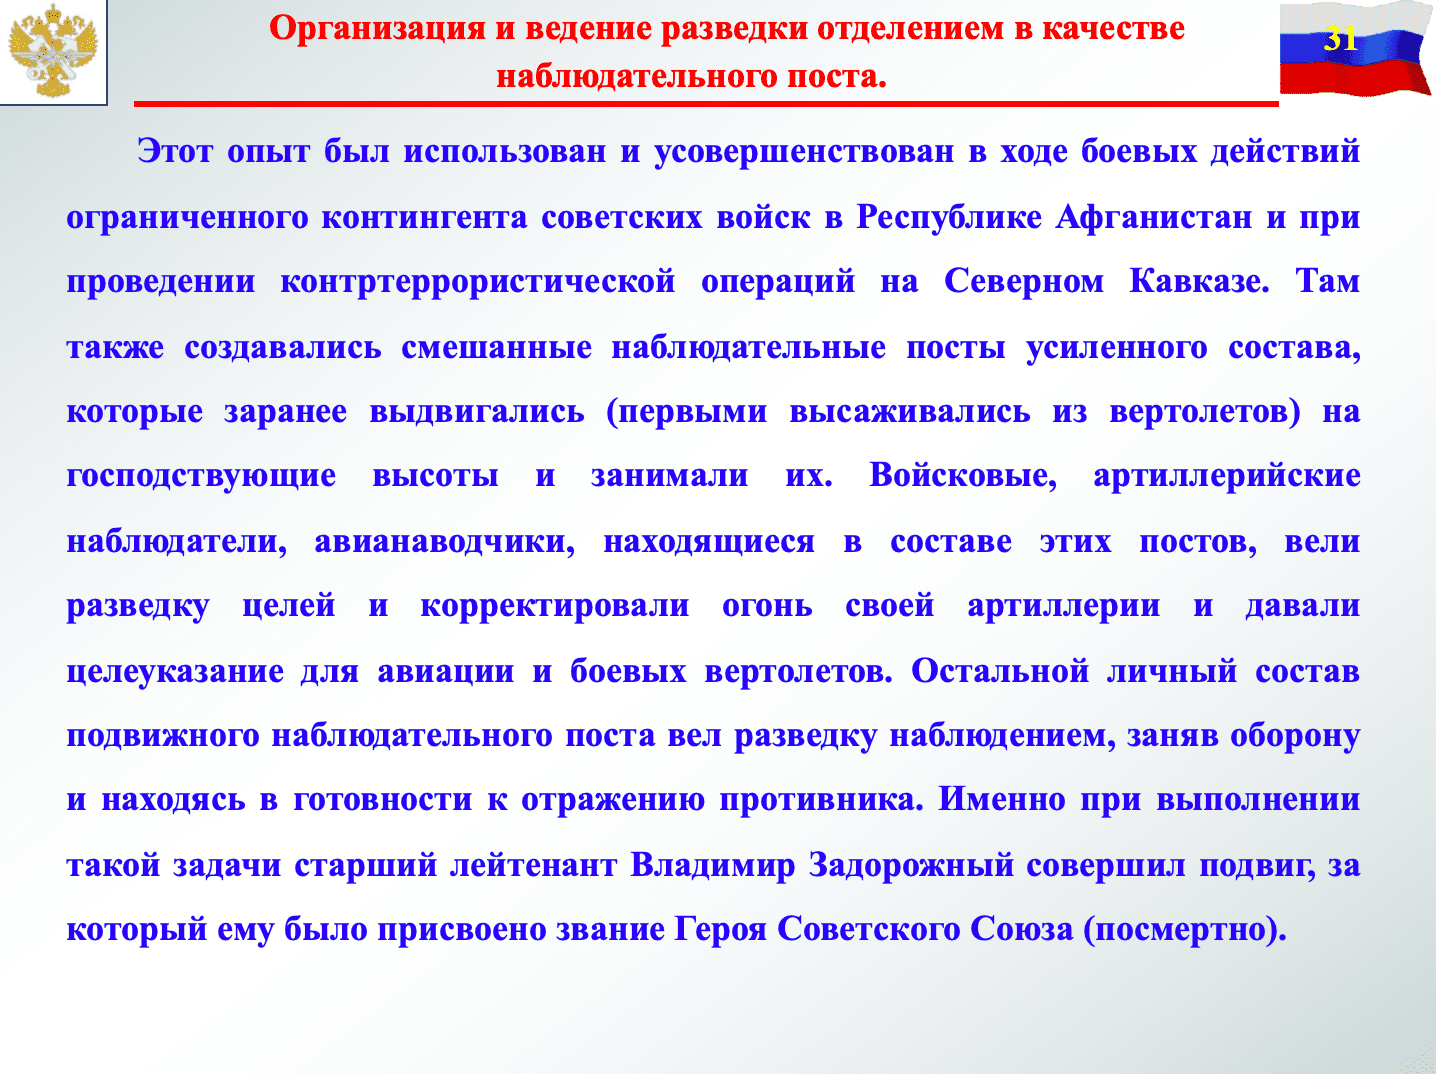 Организация и ведение разведки отделением в качестве
наблюдательного поста.
31
Этот опыт был использован и усовершенствован в ходе боевых действий
ограниченного контингента советских войск в Республике Афганистан и при
проведении контртеррористической операций на Северном Кавказе. Там
также создавались смешанные наблюдательные посты усиленного состава,
которые заранее выдвигались (первыми высаживались из вертолетов) на
господствующие высоты и занимали их. Войсковые, артиллерийские
наблюдатели, авианаводчики, находящиеся в составе этих постов, вели
разведку целей и корректировали огонь своей артиллерии и давали
целеуказание для авиации и боевых вертолетов. Остальной личный состав
подвижного наблюдательного поста вел разведку наблюдением, заняв оборону
и находясь в готовности к отражению противника. Именно при выполнении
такой задачи старший лейтенант Владимир Задорожный совершил подвиг, за
который ему было присвоено звание Героя Советского Союза (посмертно).